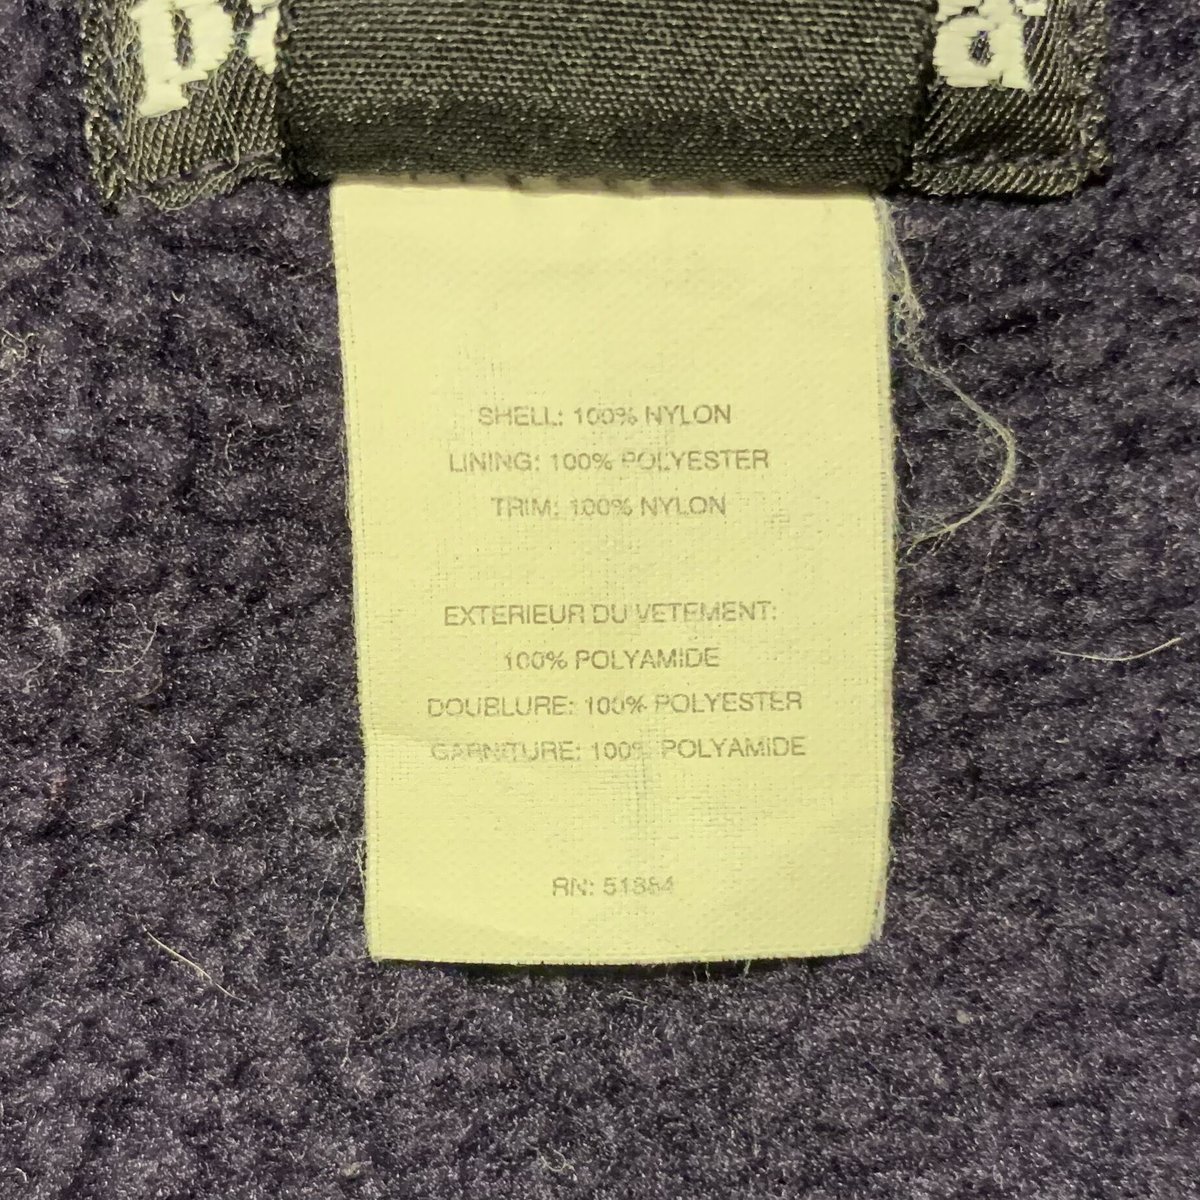 SHELL: 100% NYLON
LINING: 100% POLYESTER
TRIM: 100% NYLON
EXTERIEUR DU VETEMENT:
100% POLYAMIDE
DOUBLURE: 100% POLYESTER
GARNITURE: 100% POLYAMIDE
RN: 51884